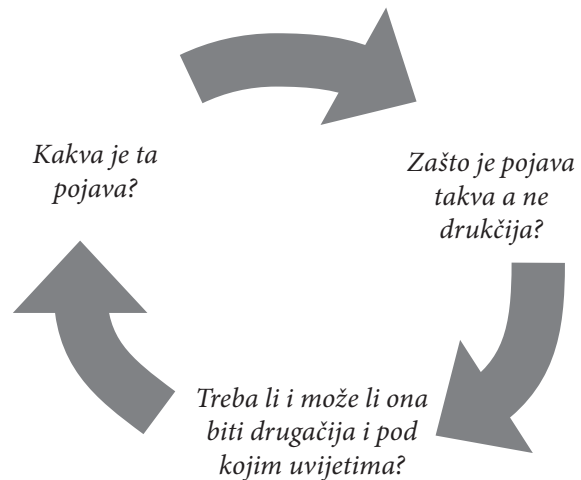 Kakva je ta
pojava?
Zašto je pojava
takva a ne
drukčija?
Treba li i može li ona
biti drugačija i pod
kojim uvijetima?